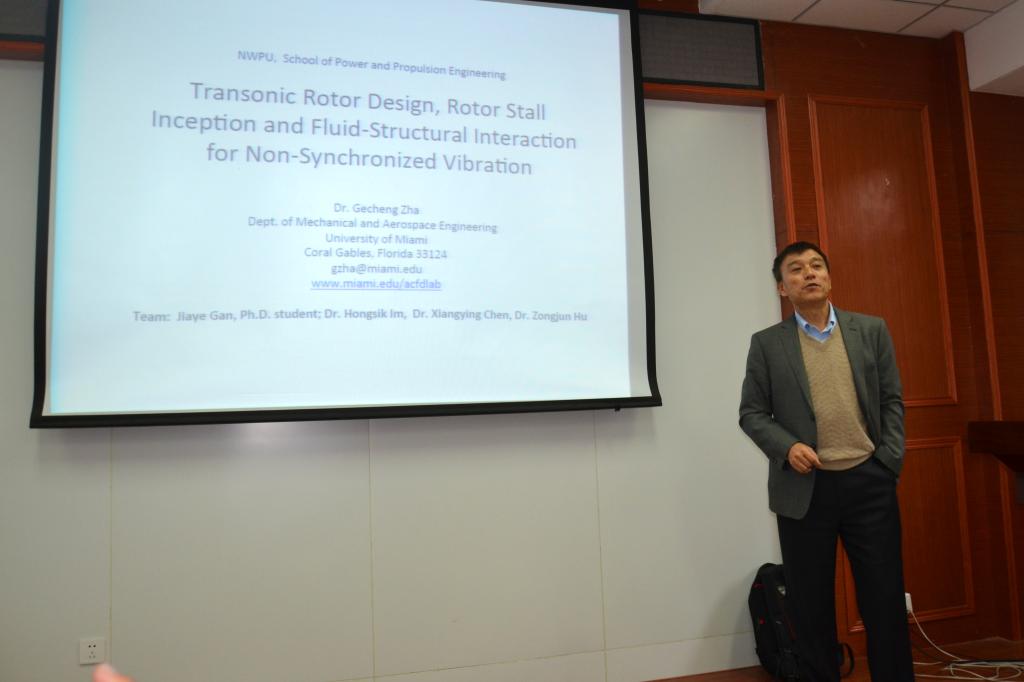 NWPU, School of Power and Propulsion Engineering
Transonic Rotor Design, Rotor Stall
Inception and Fluid-Structural Interaction
for Non-Synchronized Vibration
Dr. Gecheng Zha
Dept. of Mechanical and Aerospace Engineering
University of Miami
Coral Gables, Florida 33124
gzha@miami.edu
www.miami.edu/acfdlab
Team: Jiaye Gan, Ph.D. student; Dr. Hongsik Im, Dr. Xiangying Chen, Dr. Zongjun Hu